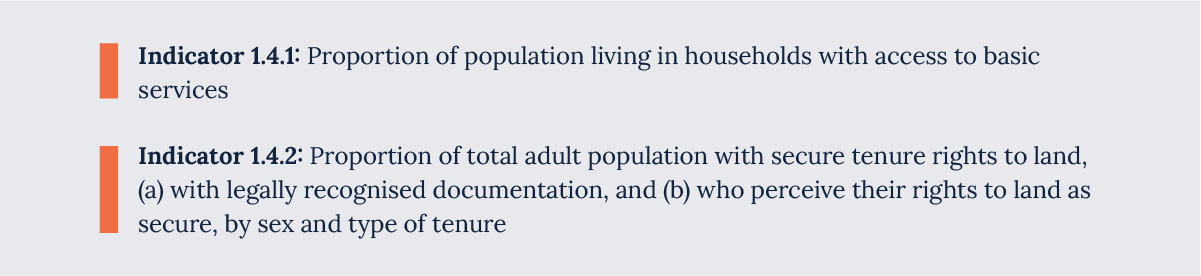 Indicator 1.4.1: Proportion of population living in households with access to basic
services
Indicator 1.4.2: Proportion of total adult population with secure tenure rights to land,
(a) with legally recognised documentation, and (b) who perceive their rights to land as
secure, by sex and type of tenure